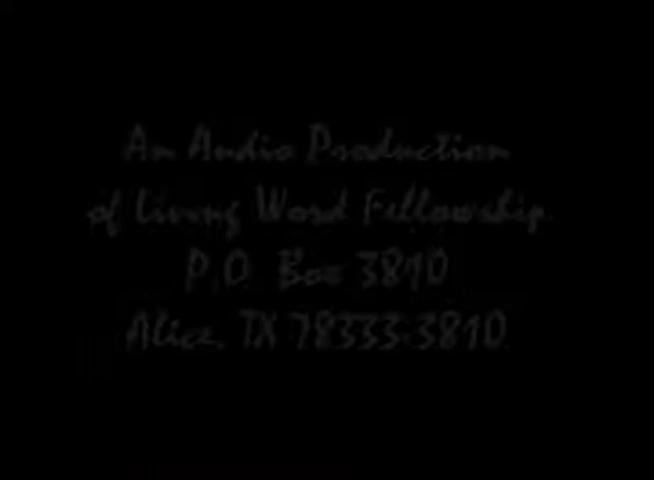 An Audio Production
of Living Word Fellowship
P.O. Box 3810
Alice, TX 78333-3810